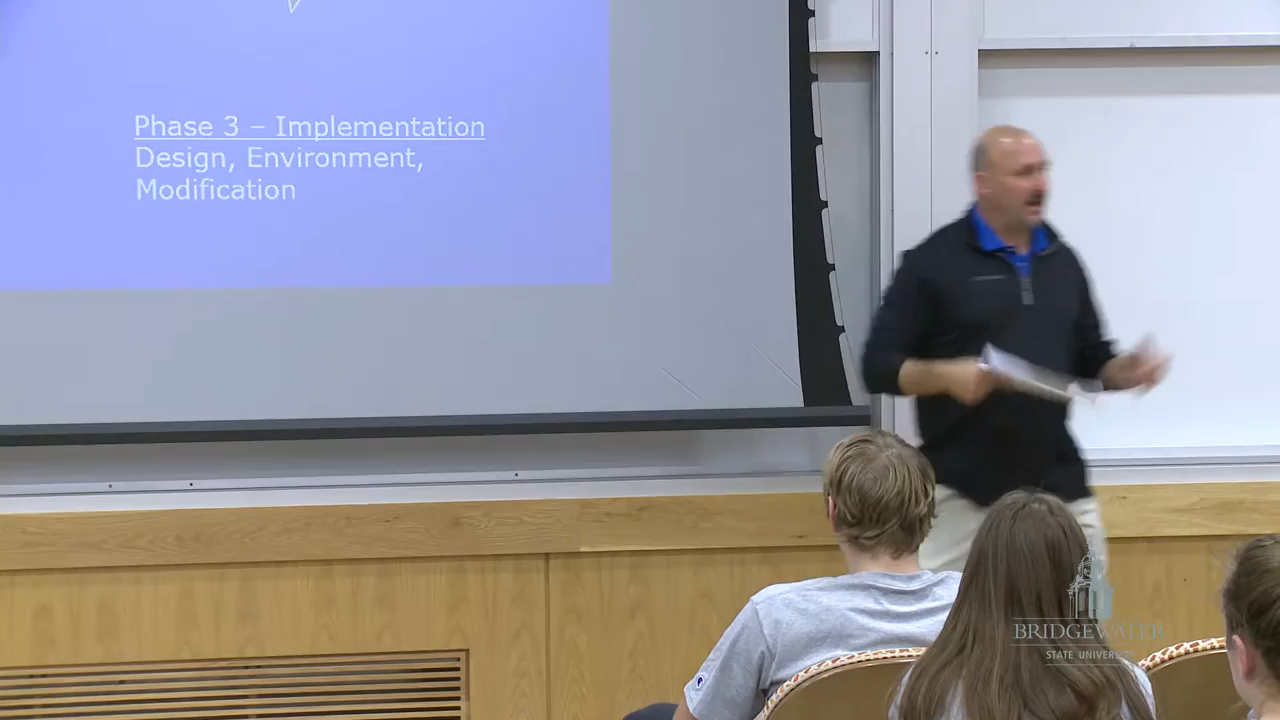 Phase 3 – Implementation
Design, Environment,
Modification
BRIDGEWATER
STATE UNIVERSITY